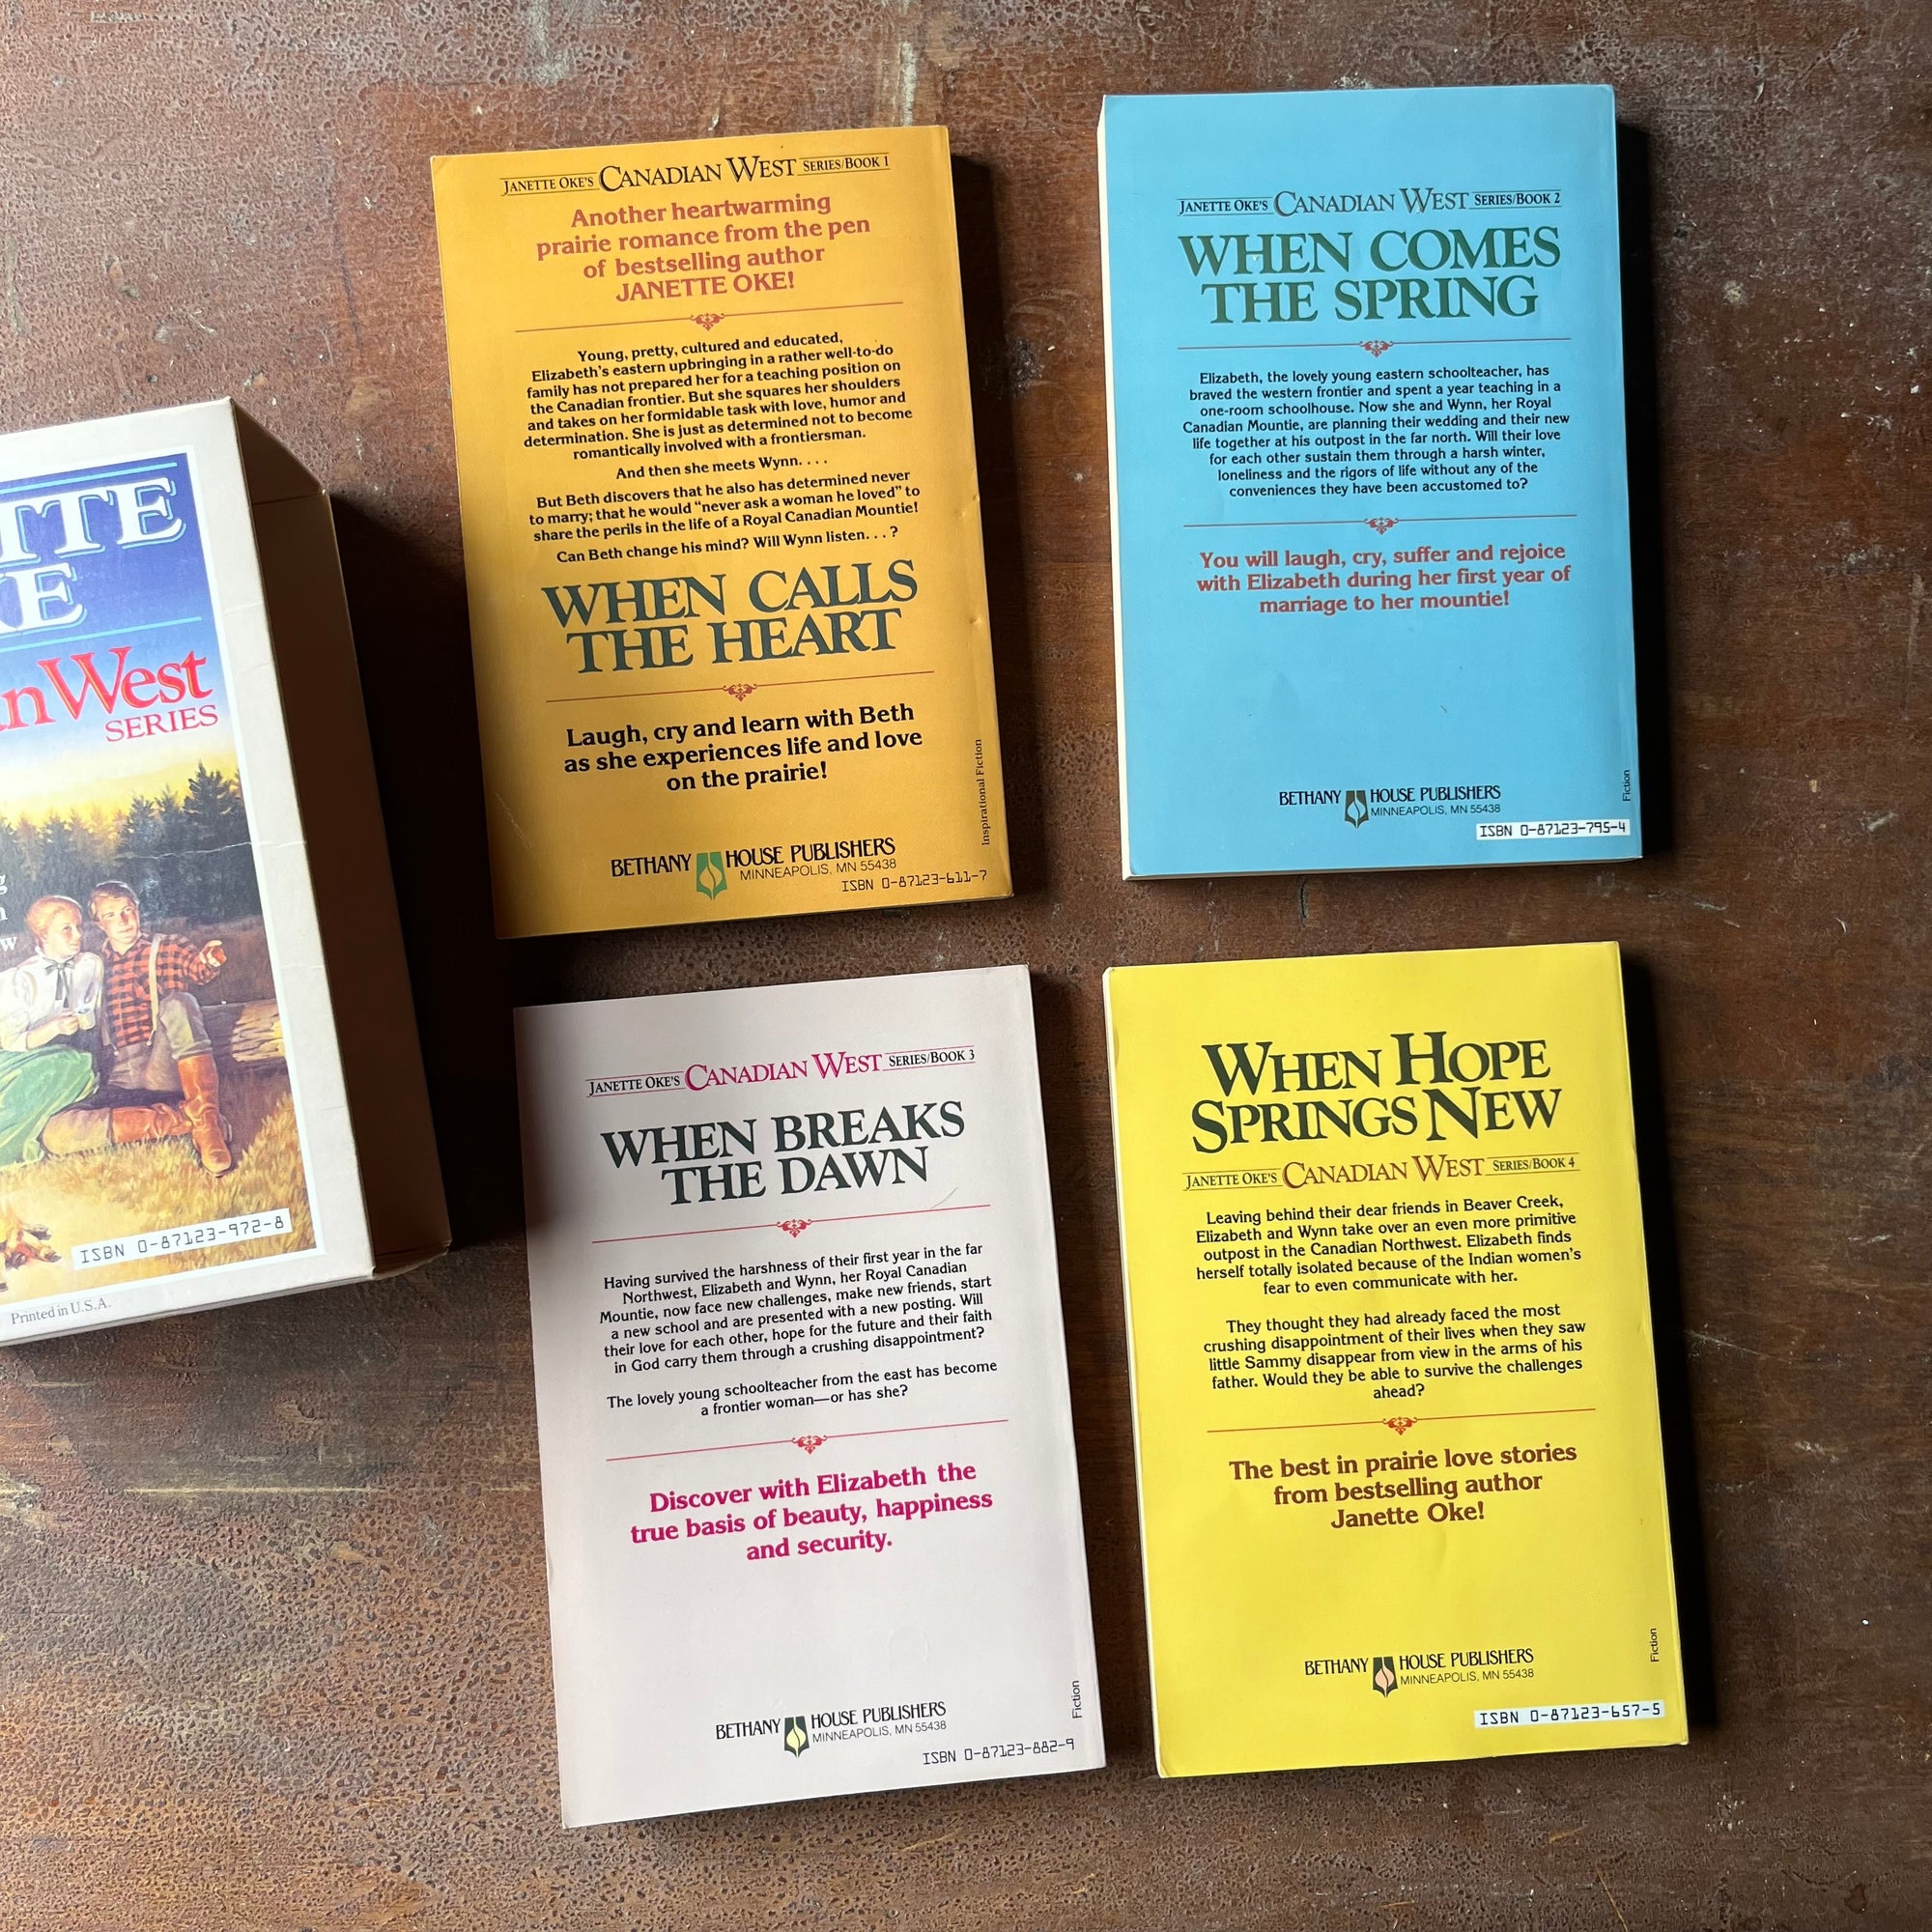 TTE
KE
an West
SERIES
g
n
w
ISBN 0-87123-972-8
Printed in U.S.A.
JANETTE OKE'S CANADIAN WEST SERIES/BOOK 1
Another heartwarming
prairie romance from the pen
of bestselling author
JANETTE OKE!
Young, pretty, cultured and educated,
Elizabeth's eastern upbringing in a rather well-to-do
family has not prepared her for a teaching position on
the Canadian frontier. But she squares her shoulders
and takes on her formidable task with love, humor and
determination. She is just as determined not to become
romantically involved with a frontiersman.
And then she meets Wynn. . . .
But Beth discovers that he also has determined never
to marry; that he would "never ask a woman he loved" to
share the perils in the life of a Royal Canadian Mountie!
Can Beth change his mind? Will Wynn listen. . . ?
WHEN CALLS
THE HEART
Laugh, cry and learn with Beth
as she experiences life and love
on the prairie!
Inspirational Fiction
BETHANY HOUSE PUBLISHERS
MINNEAPOLIS, MN 55438
ISBN 0-87123-611-7
JANETTE OKE'S CANADIAN WEST SERIES/BOOK 2
WHEN COMES
THE SPRING
Elizabeth, the lovely young eastern schoolteacher, has
braved the western frontier and spent a year teaching in a
one-room schoolhouse. Now she and Wynn, her Royal
Canadian Mountie, are planning their wedding and their new
life together at his outpost in the far north. Will their love
for each other sustain them through a harsh winter,
loneliness and the rigors of life without any of the
conveniences they have been accustomed to?
You will laugh, cry, suffer and rejoice
with Elizabeth during her first year of
marriage to her mountie!
Fiction
BETHANY HOUSE PUBLISHERS
MINNEAPOLIS, MN 55438
ISBN 0-87123-795-4
JANETTE OKE'S CANADIAN WEST SERIES/BOOK 3
WHEN BREAKS
THE DAWN
Having survived the harshness of their first year in the far
Northwest, Elizabeth and Wynn, her Royal Canadian
Mountie, now face new challenges, make new friends, start
a new school and are presented with a new posting. Will
their love for each other, hope for the future and their faith
in God carry them through a crushing disappointment?
The lovely young schoolteacher from the east has become
a frontier woman—or has she?
Discover with Elizabeth the
true basis of beauty, happiness
and security.
Fiction
BETHANY HOUSE PUBLISHERS
MINNEAPOLIS, MN 55438
ISBN 0-87123-882-9
WHEN HOPE
SPRINGS NEW
JANETTE OKE'S CANADIAN WEST SERIES/BOOK 4
Leaving behind their dear friends in Beaver Creek,
Elizabeth and Wynn take over an even more primitive
outpost in the Canadian Northwest. Elizabeth finds
herself totally isolated because of the Indian women's
fear to even communicate with her.
They thought they had already faced the most
crushing disappointment of their lives when they saw
little Sammy disappear from view in the arms of his
father. Would they be able to survive the challenges
ahead?
The best in prairie love stories
from bestselling author
Janette Oke!
Fiction
BETHANY HOUSE PUBLISHERS
MINNEAPOLIS, MN 55438
ISBN 0-87123-657-5